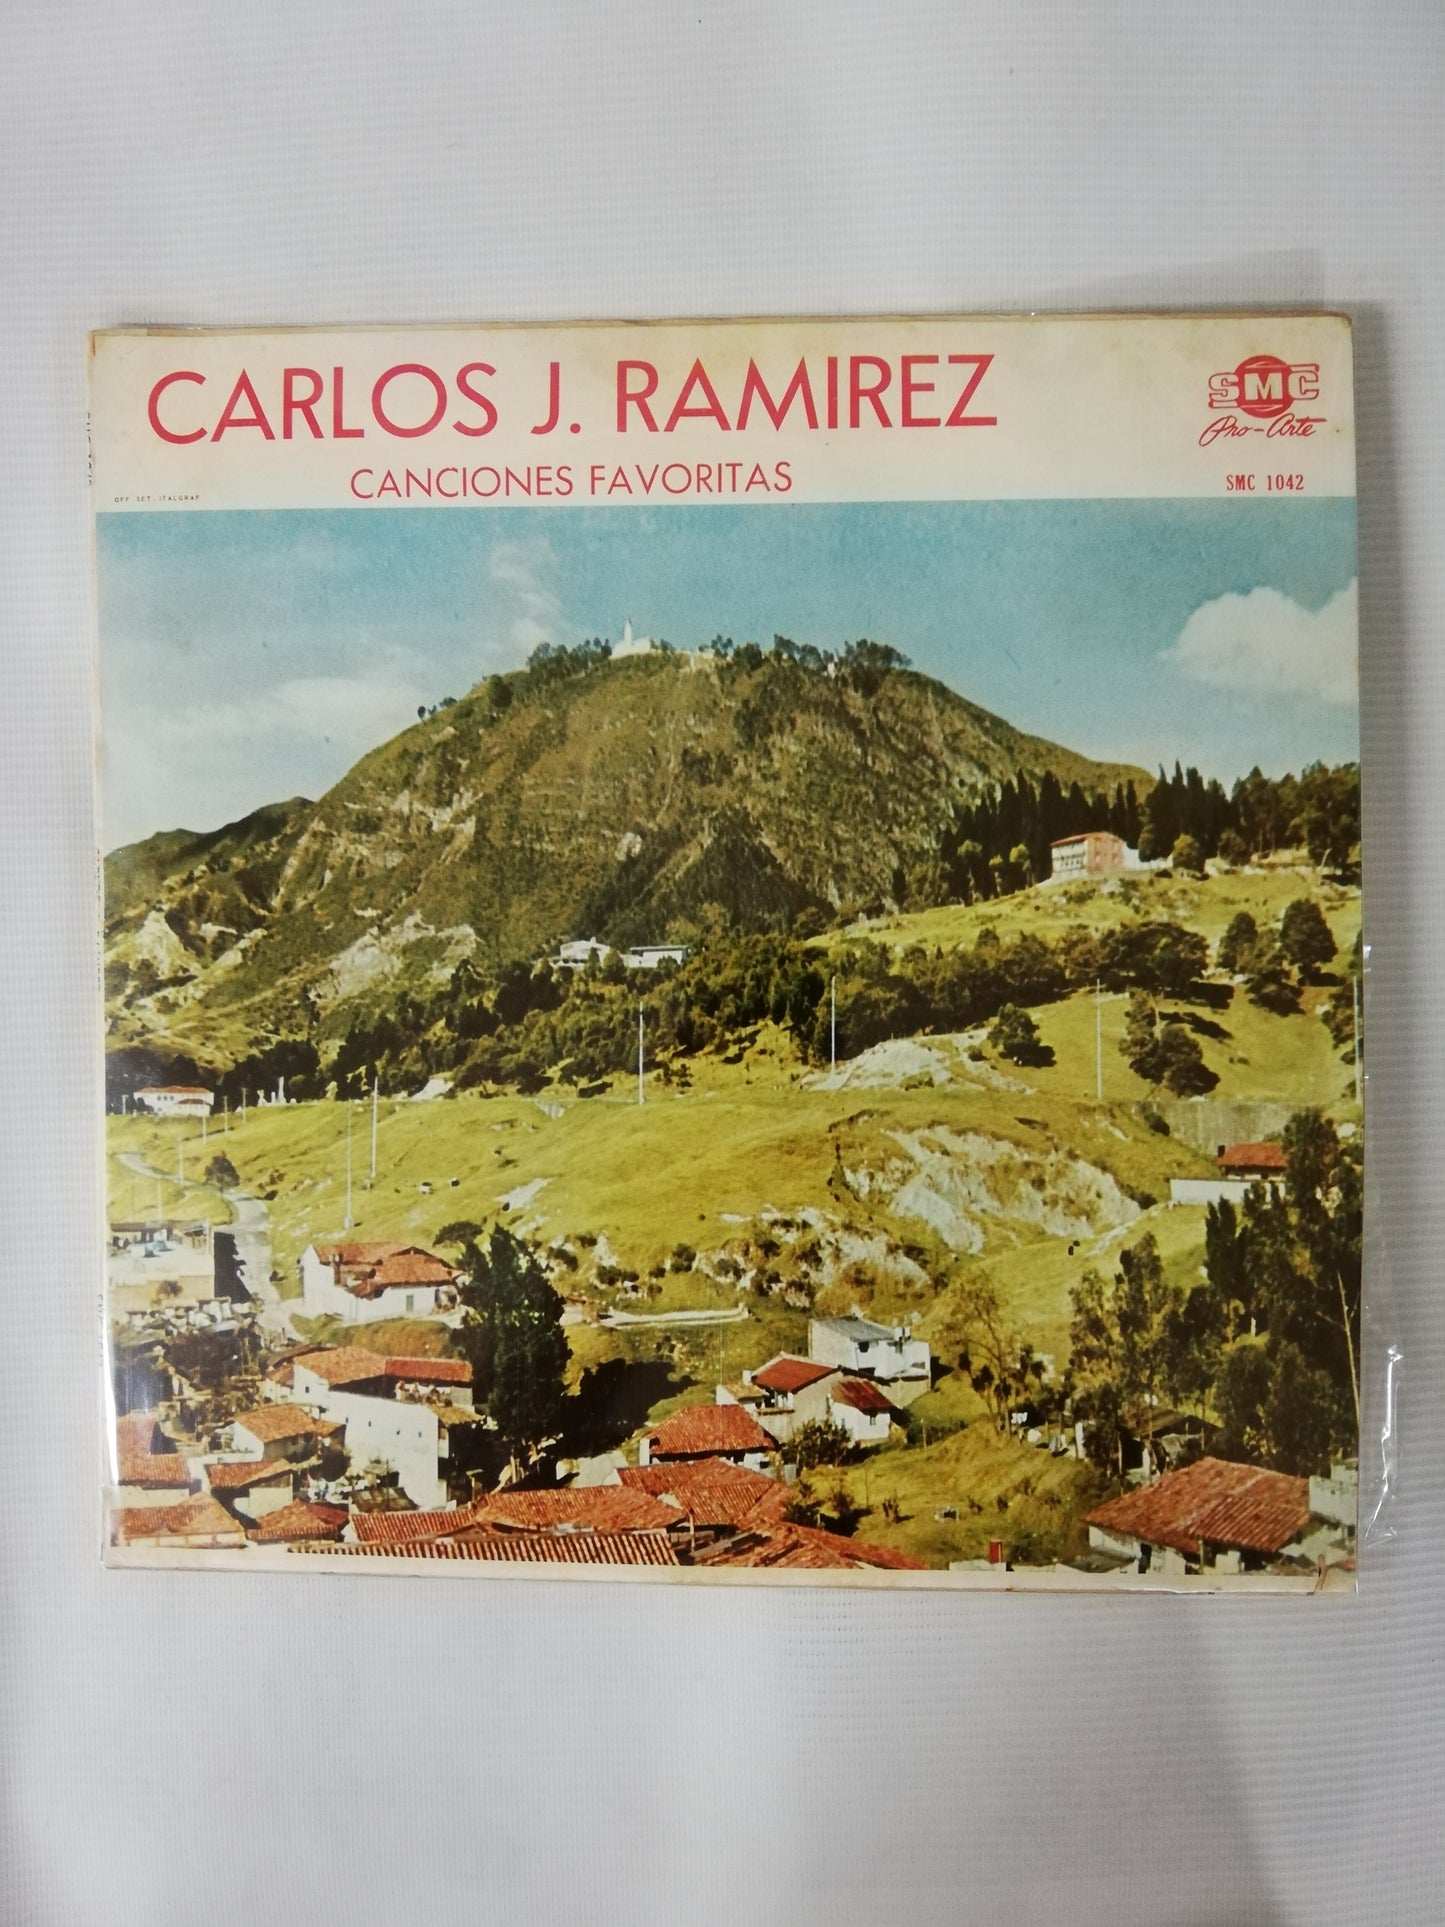 CARLOS J. RAMIREZ
SMC
Pro-Arte
CANCIONES FAVORITAS
SMC 1042
OFF. SET. ITALGRAF